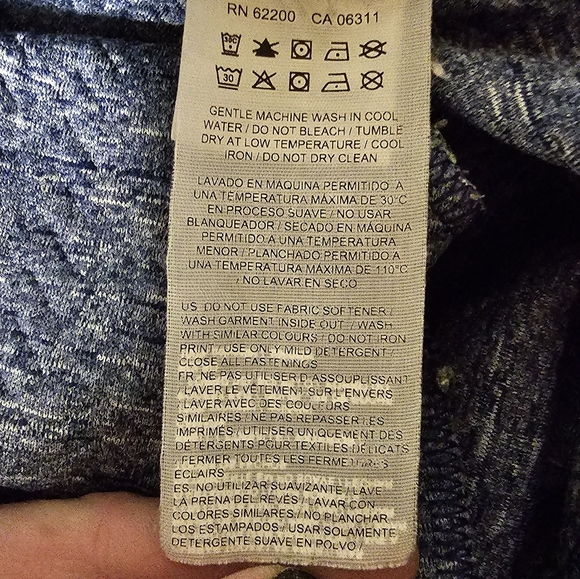 RN 62200 CA 06311
30C
30
GENTLE MACHINE WASH IN COOL
WATER / DO NOT BLEACH / TUMBLE
DRY AT LOW TEMPERATURE / COOL
IRON / DO NOT DRY CLEAN
LAVADO EN MAQUINA PERMITIDO A
UNA TEMPERATURA MÁXIMA DE 30°C
EN PROCESO SUAVE / NO USAR
BLANQUEADOR / SECADO EN MÁQUINA
PERMITIDO A UNA TEMPERATURA
MENOR / PLANCHADO PERMITIDO A
UNA TEMPERATURA MÁXIMA DE 110°C
/ NO LAVAR EN SECO
US: DO NOT USE FABRIC SOFTENER /
WASH GARMENT INSIDE OUT / WASH
WITH SIMILAR COLOURS / DO NOT IRON
PRINT / USE ONLY MILD DETERGENT
CLOSE ALL FASTENINGS
FR: NE PAS UTILISER D'ASSOUPLISSANT
/ LAVER LE VÊTEMENT SUR L'ENVERS
/ LAVER AVEC DES COULEURS
SIMILAIRES / NE PAS REPASSER LES
IMPRIMÉS / UTILISER UNIQUEMENT DES
DÉTERGENTS POUR TEXTILES DÉLICATS
/ FERMER TOUTES LES FERMETURES
ÉCLAIRS
ES: NO UTILIZAR SUAVIZANTE / LAVE
LA PRENA DEL REVÉS / LAVAR CON
COLORES SIMILARES / NO PLANCHAR
LOS ESTAMPADOS / USAR SOLAMENTE
DETERGENTE SUAVE EN POLVO /